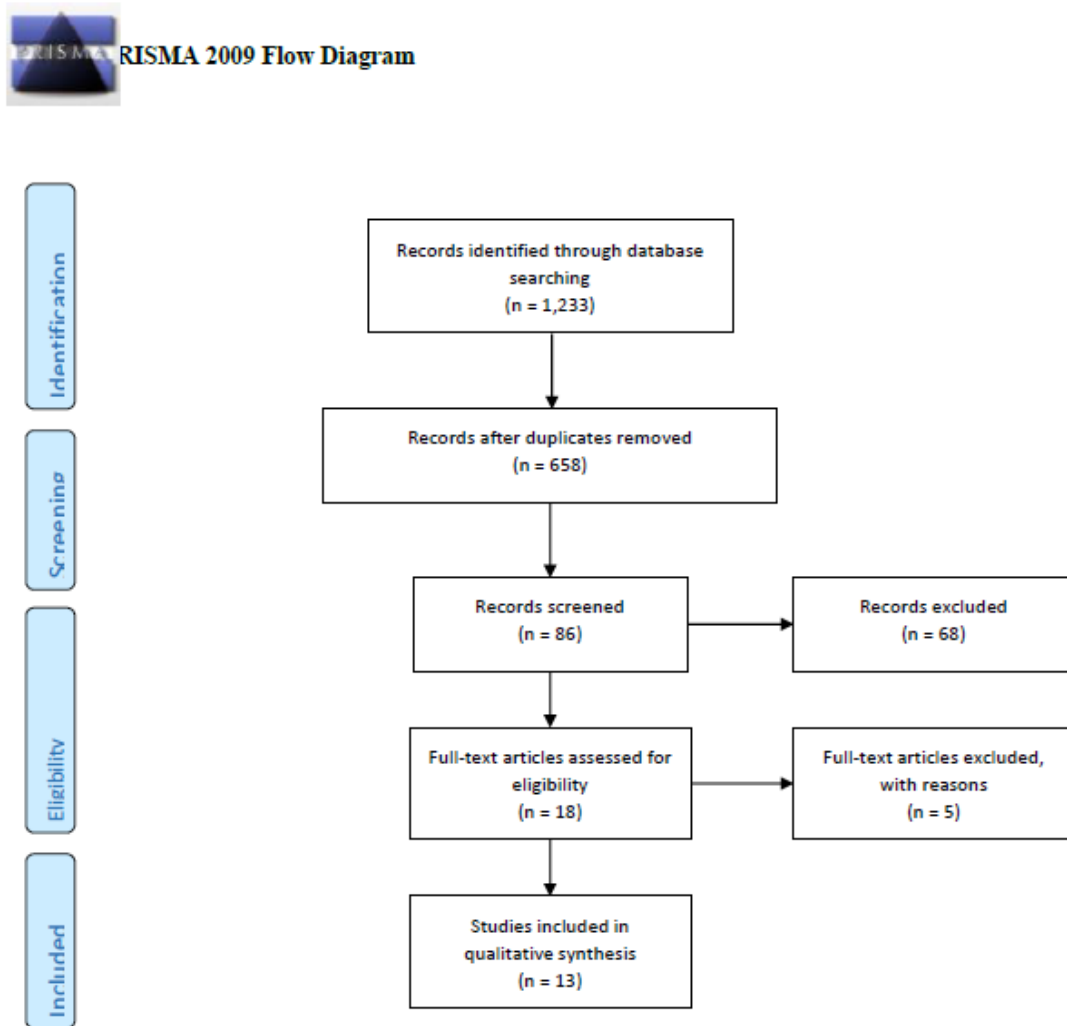 PRISMA
RISMA 2009 Flow Diagram
Identification
Records identified through database
searching
(n = 1,233)
Records after duplicates removed
(n = 658)
Screening
Records screened
(n = 86)
Records excluded
(n = 68)
Eligibility
Full-text articles assessed for
eligibility
(n = 18)
Full-text articles excluded,
with reasons
(n = 5)
Included
Studies included in
qualitative synthesis
(n = 13)